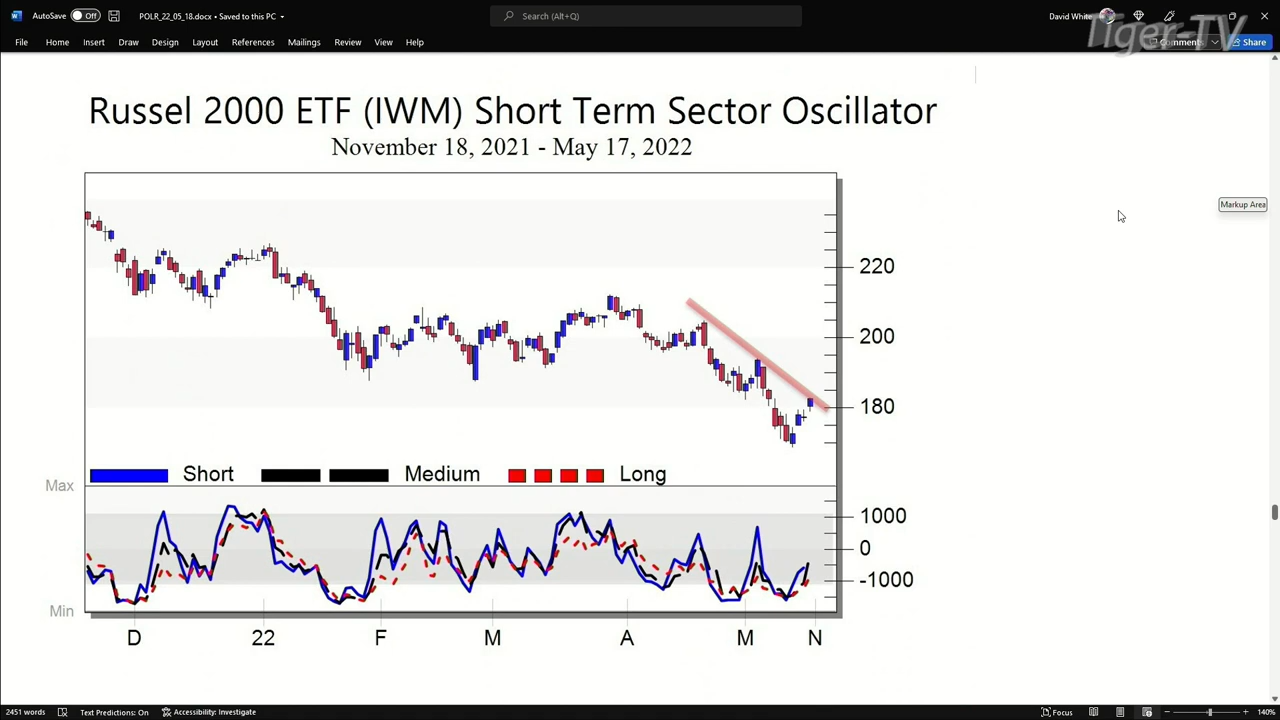 AutoSave Off POLR_22_05_18.docx • Saved to this PC Search (Alt+Q) David White
Tiger-TV
File Home Insert Draw Design Layout References Mailings Review View Help Comments Share
Russel 2000 ETF (IWM) Short Term Sector Oscillator
November 18, 2021 - May 17, 2022
Markup Area
220
200
180
Short Medium Long
Max
1000
0
-1000
Min
D 22 F M A M N
2451 words Text Predictions: On Accessibility: Investigate Focus 140%